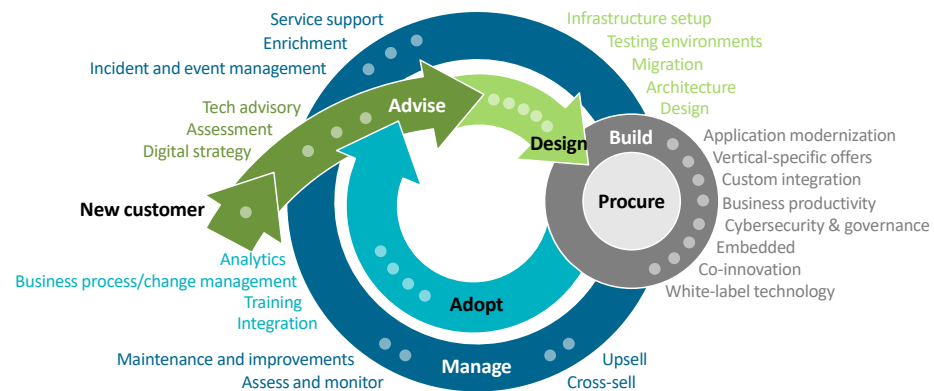 Service support
Enrichment
Incident and event management
Infrastructure setup
Testing environments
Migration
Architecture
Design
Tech advisory
Assessment
Digital strategy
Advise
Design
Build
Procure
Application modernization
Vertical-specific offers
Custom integration
Business productivity
Cybersecurity & governance
Embedded
Co-innovation
White-label technology
New customer
Analytics
Business process/change management
Training
Integration
Adopt
Maintenance and improvements
Assess and monitor
Manage
Upsell
Cross-sell